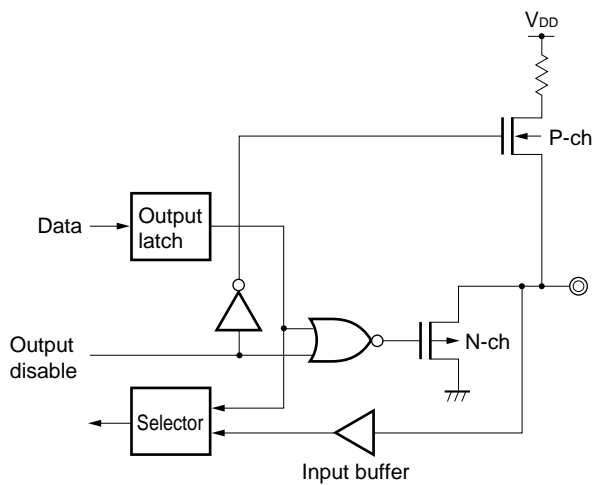 VDD
P-ch
Data
Output
latch
Output
disable
N-ch
Selector
Input buffer